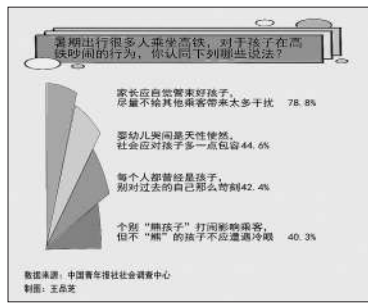 暑期出行很多人乘坐高铁，对于孩子在高
铁吵闹的行为，你认同下列那些说法？
家长应自觉管束好孩子，
尽量不给其他乘客带来太多干扰 78.8%
婴幼儿哭闹是天性使然，
社会应对孩子多一点包容44.6%
每个人都曾经是孩子，
别对过去的自己那么苛刻42.4%
个别“熊孩子”打闹影响乘客，
但不“熊”的孩子不应遭遇冷眼 40.3%
数据来源：中国青年报社社会调查中心
制图：王品芝